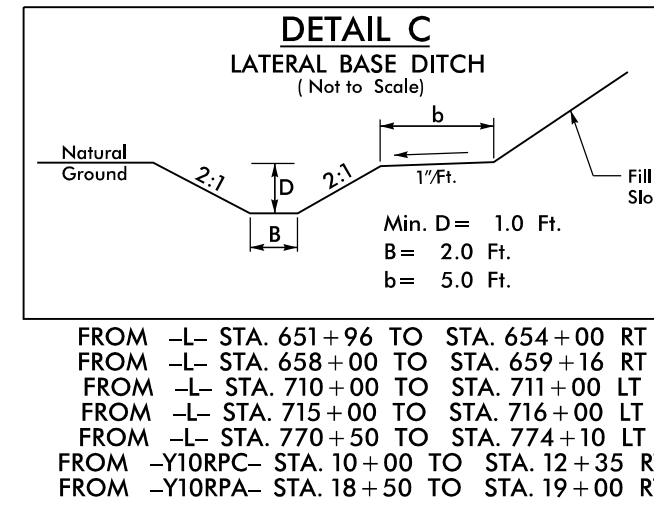 DETAIL C
LATERAL BASE DITCH
( Not to Scale)
b
Natural
Ground
2:1
D
2:1
1"/Ft.
Fill
B
Min. D= 1.0 Ft.
B= 2.0 Ft.
b= 5.0 Ft.
FROM -L- STA. 651+96 TO STA. 654+00 RT
FROM -L- STA. 658+00 TO STA. 659+16 RT
FROM -L- STA. 710+00 TO STA. 711+00 LT
FROM -L- STA. 715+00 TO STA. 716+00 LT
FROM -L- STA. 770+50 TO STA. 774+10 LT
FROM -Y10RPC- STA. 10+00 TO STA. 12+35
FROM -Y10RPA- STA. 18+50 TO STA. 19+00